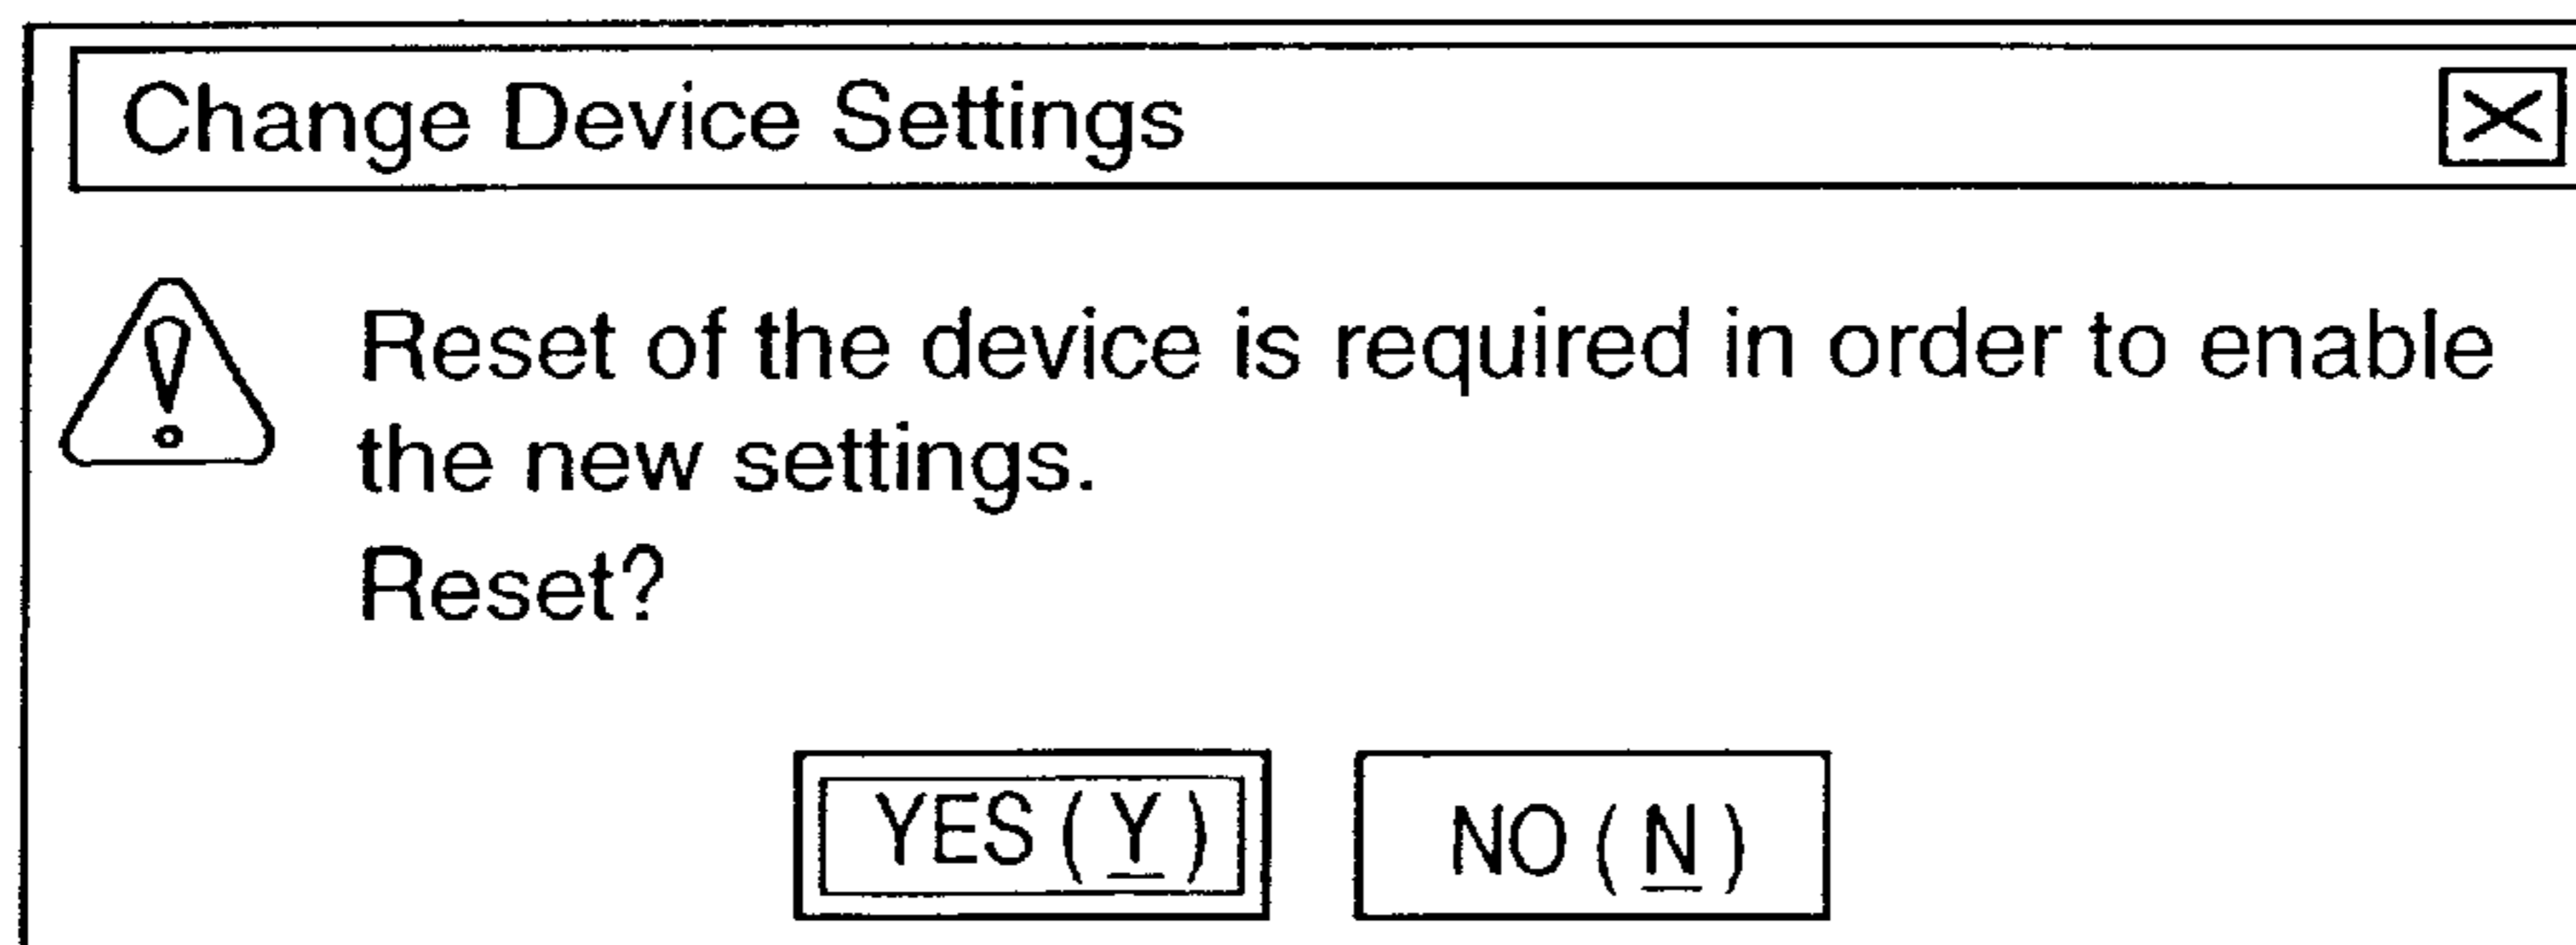 Change Device Settings
Reset of the device is required in order to enable
the new settings.
Reset?
YES ( Y ) NO ( N )